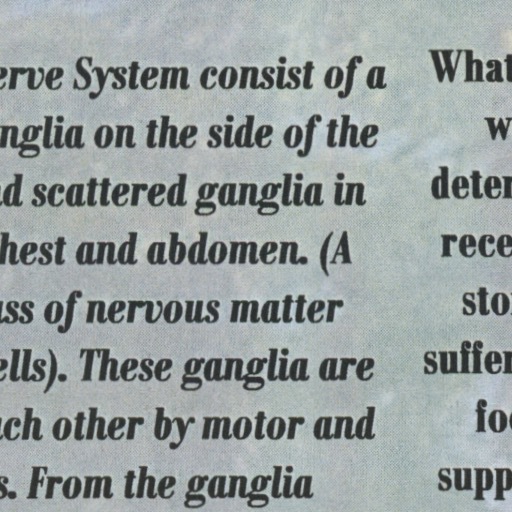 erve System consist of a
nglia on the side of the
d scattered ganglia in
hest and abdomen. (A
ss of nervous matter
ells). These ganglia are
ch other by motor and
s. From the ganglia
What
w
deter
rece
sto
suffer
foo
supp